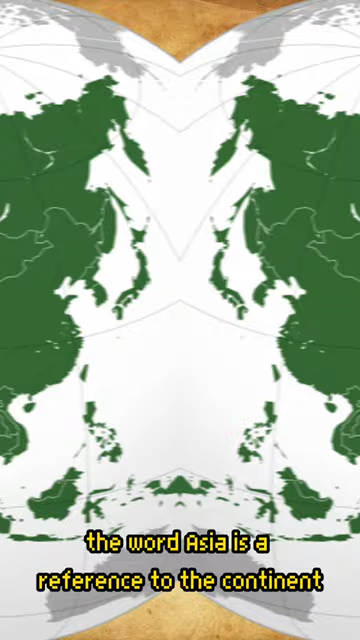 the word Asia is a
reference to the continent